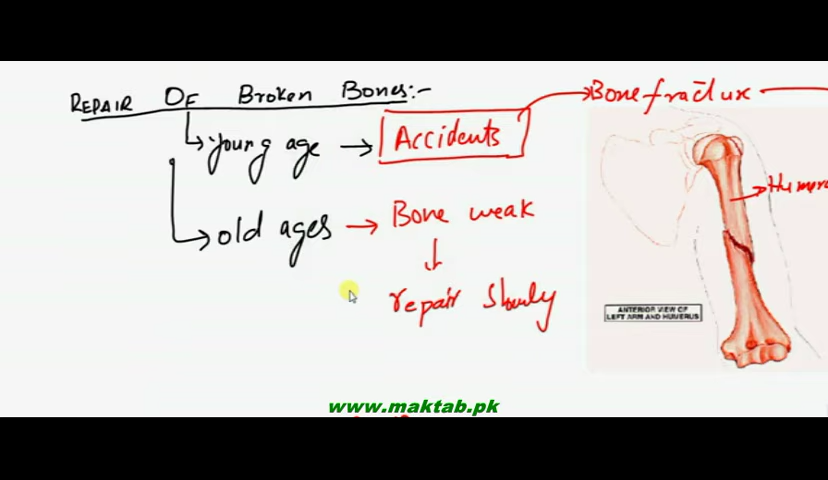 REPAIR OF Broken Bones:-
Bone fracture
young age → Accidents
Humer
old ages → Bone weak
repair slowly
ANTERIOR VIEW OF
LEFT ARM AND HUMERUS
www.maktab.pk